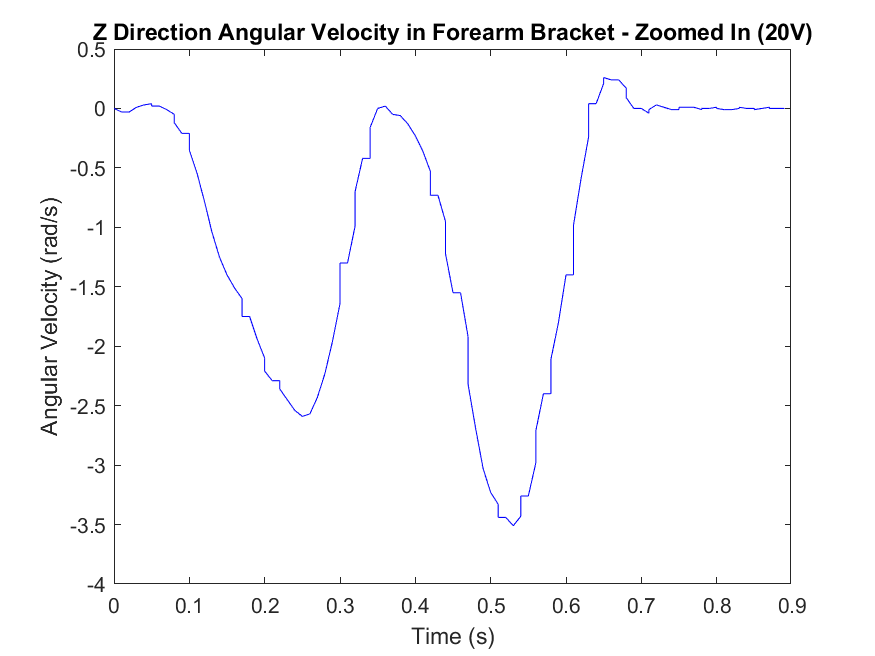 Z Direction Angular Velocity in Forearm Bracket - Zoomed In (20V)
0.5
0
-0.5
-1
-1.5
-2
-2.5
-3
-3.5
-4
Angular Velocity (rad/s)
0 0.1 0.2 0.3 0.4 0.5 0.6 0.7 0.8 0.9
Time (s)